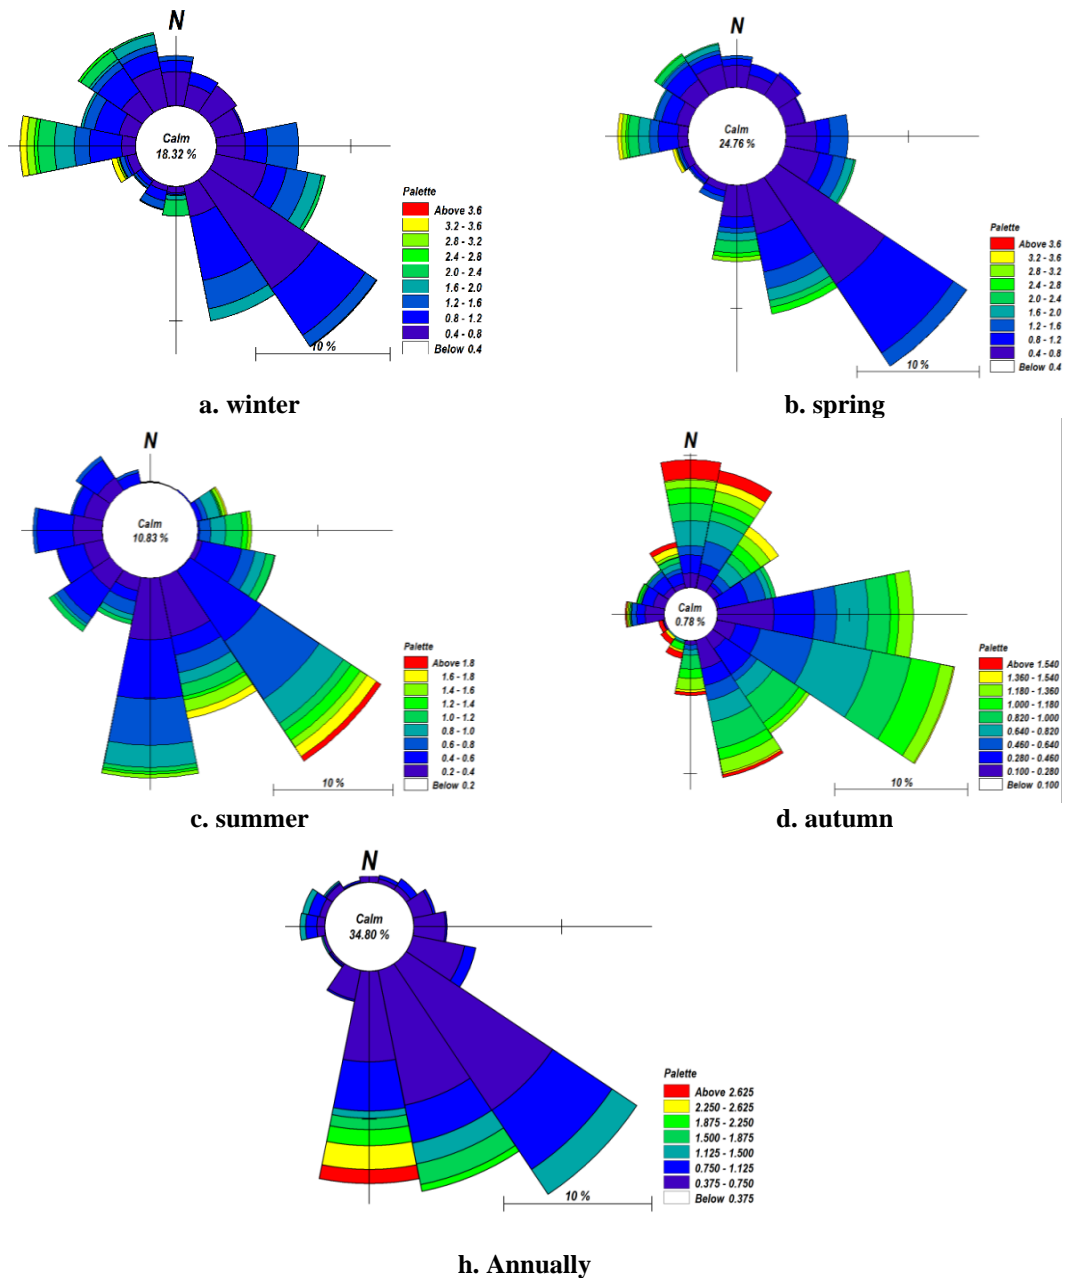 N
Calm
18.32 %
Palette
Above 3.6
3.2 - 3.6
2.8 - 3.2
2.4 - 2.8
2.0 - 2.4
1.6 - 2.0
1.2 - 1.6
0.8 - 1.2
0.4 - 0.8
Below 0.4
10 %
a. winter
N
Calm
24.76 %
Palette
Above 3.6
3.2 - 3.6
2.8 - 3.2
2.4 - 2.8
2.0 - 2.4
1.6 - 2.0
1.2 - 1.6
0.8 - 1.2
0.4 - 0.8
Below 0.4
10 %
b. spring
N
Calm
10.83 %
Palette
Above 1.8
1.6 - 1.8
1.4 - 1.6
1.2 - 1.4
1.0 - 1.2
0.8 - 1.0
0.6 - 0.8
0.4 - 0.6
0.2 - 0.4
Below 0.2
10 %
c. summer
N
Calm
0.78 %
Palette
Above 1.540
1.360 - 1.540
1.180 - 1.360
1.000 - 1.180
0.820 - 1.000
0.640 - 0.820
0.460 - 0.640
0.280 - 0.460
0.100 - 0.280
Below 0.100
10 %
d. autumn
N
Calm
34.80 %
Palette
Above 2.625
2.250 - 2.625
1.875 - 2.250
1.500 - 1.875
1.125 - 1.500
0.750 - 1.125
0.375 - 0.750
Below 0.375
10 %
h. Annually